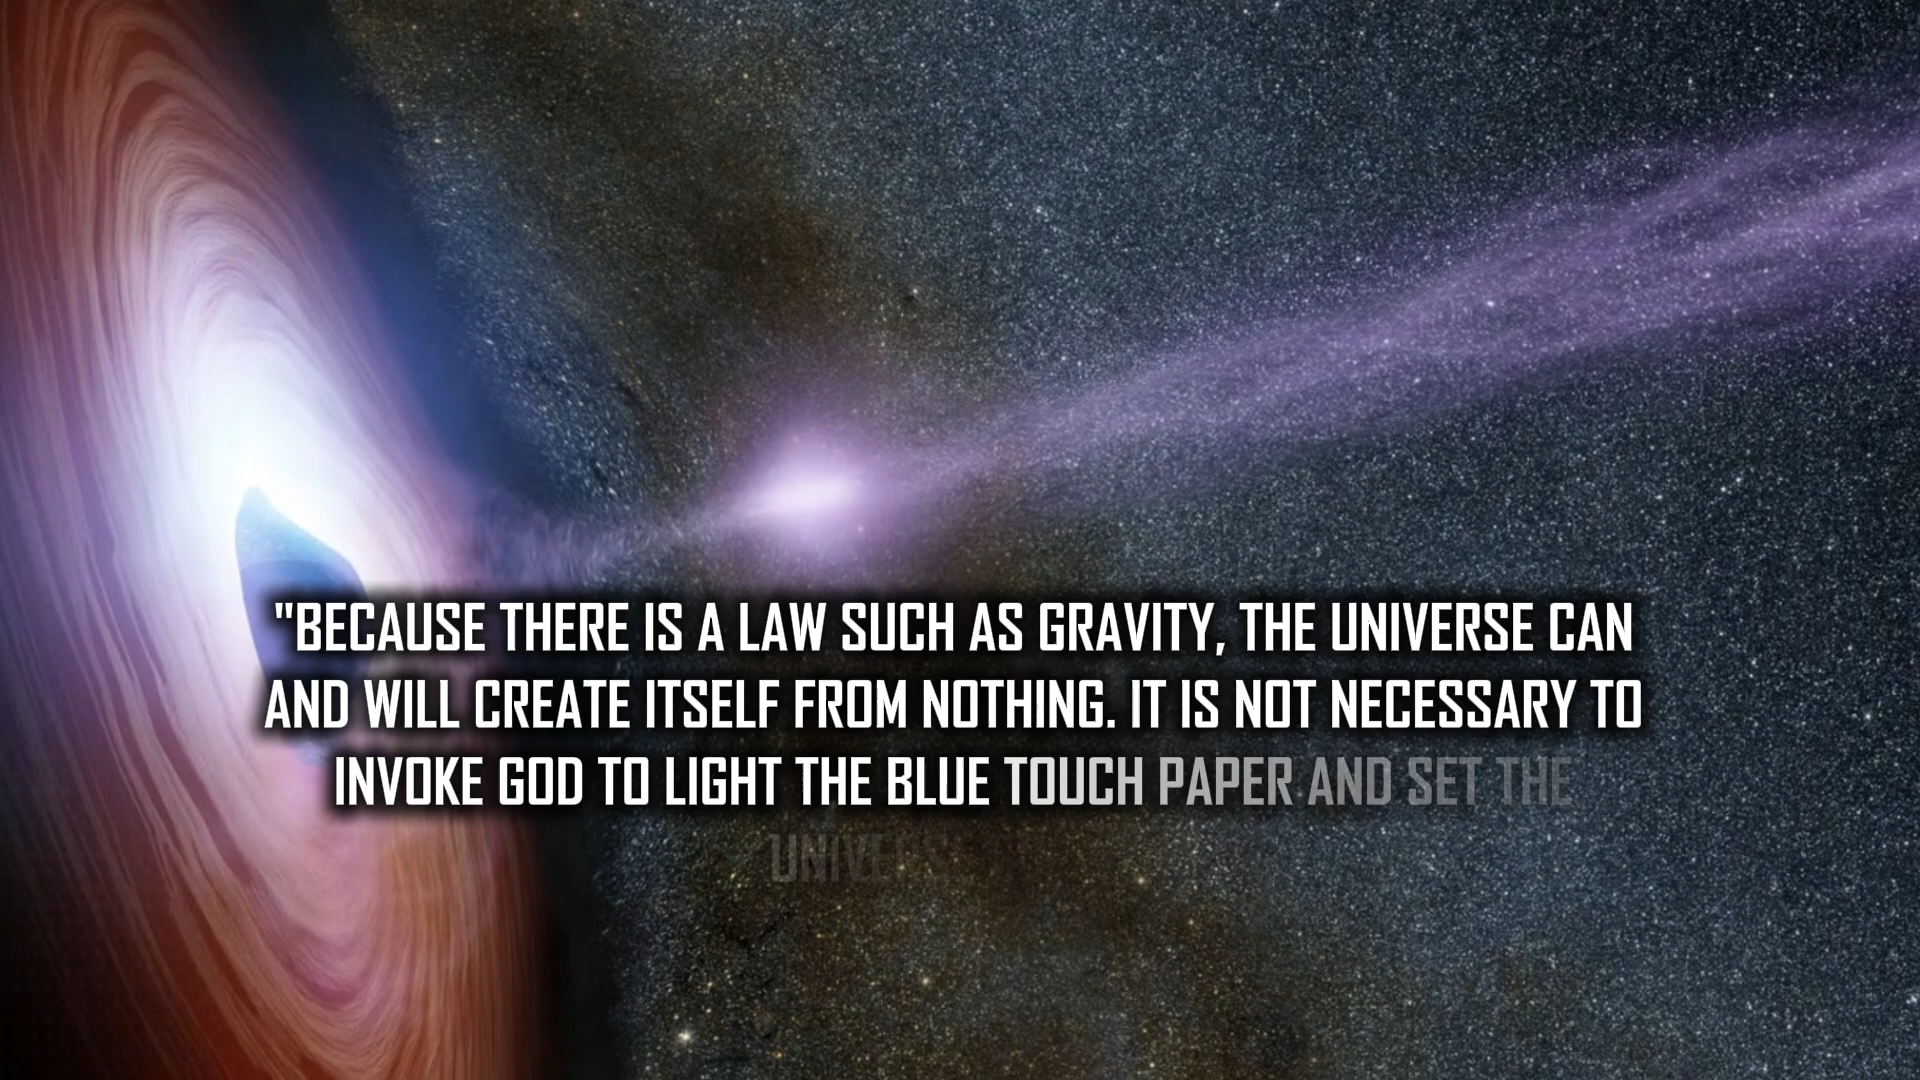 "BECAUSE THERE IS A LAW SUCH AS GRAVITY, THE UNIVERSE CAN
AND WILL CREATE ITSELF FROM NOTHING. IT IS NOT NECESSARY TO
INVOKE GOD TO LIGHT THE BLUE TOUCH PAPER AND SET THE
UNIVERS